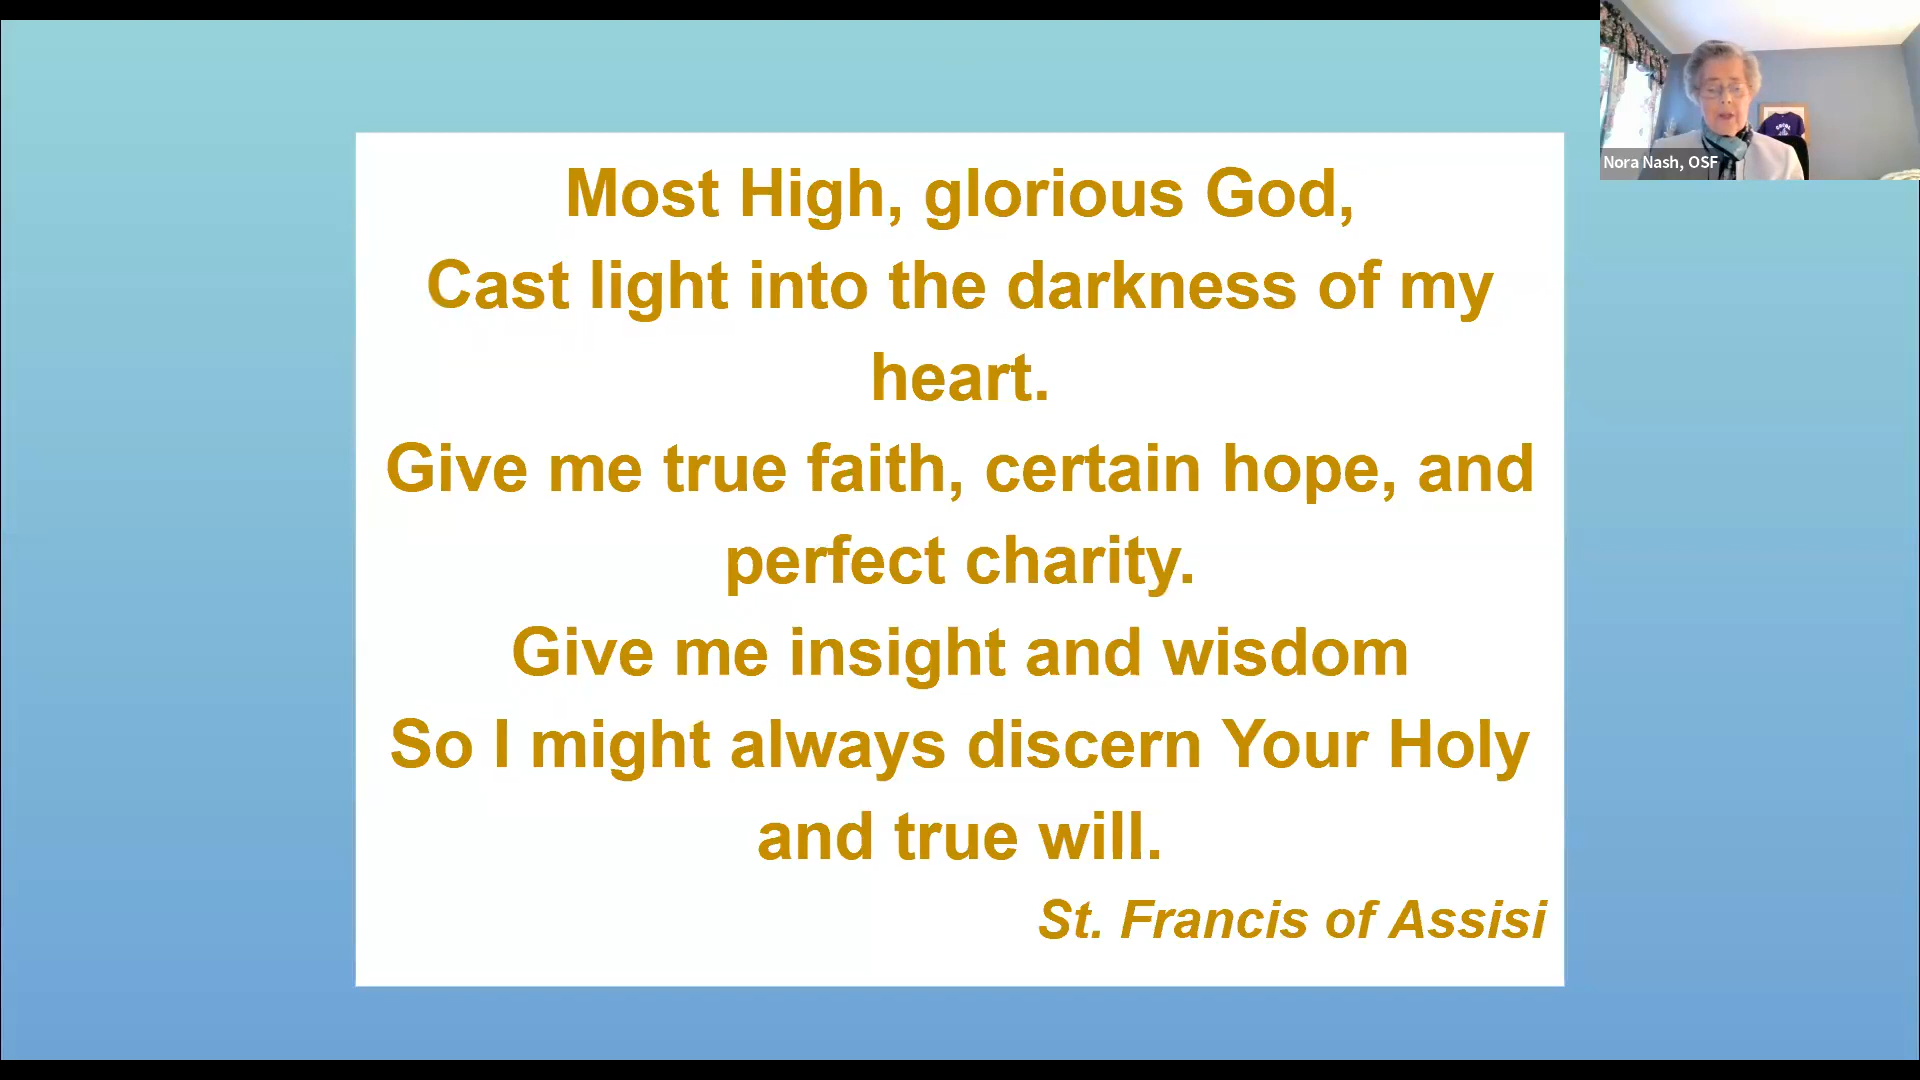 Most High, glorious God,
Cast light into the darkness of my
heart.
Give me true faith, certain hope, and
perfect charity.
Give me insight and wisdom
So I might always discern Your Holy
and true will.
St. Francis of Assisi
Nora Nash, OSF